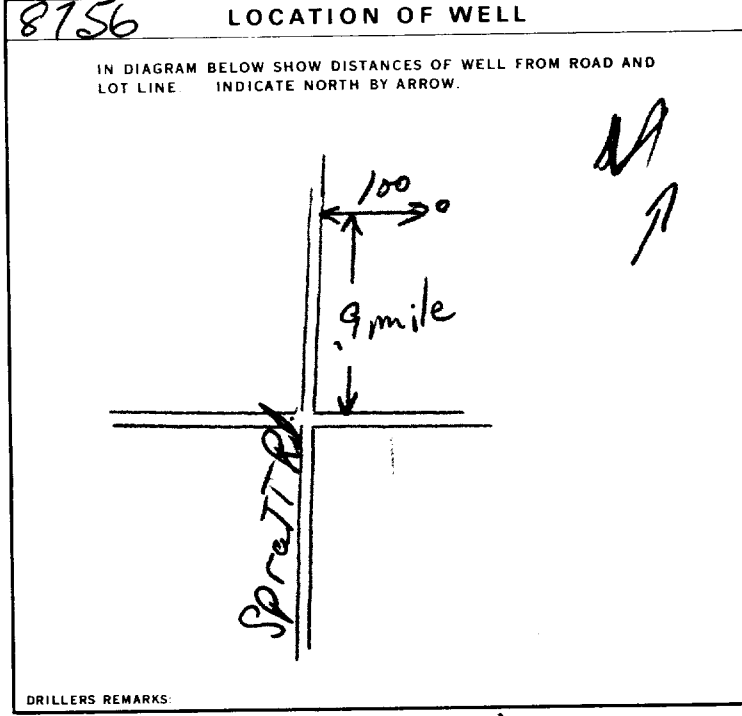 8756
LOCATION OF WELL
IN DIAGRAM BELOW SHOW DISTANCES OF WELL FROM ROAD AND
LOT LINE INDICATE NORTH BY ARROW.
N
100
.9 mile
Spratt Rd.
DRILLERS REMARKS: